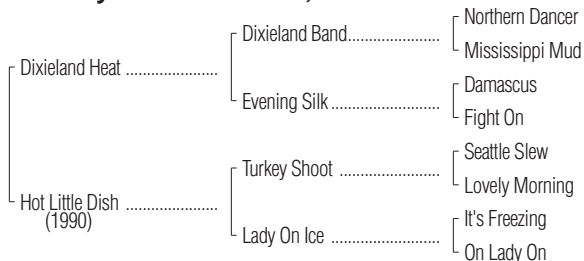 Northern Dancer
Dixieland Band
Mississippi Mud
Dixieland Heat
Damascus
Evening Silk
Fight On
Seattle Slew
Turkey Shoot
Lovely Morning
Hot Little Dish
(1990)
It's Freezing
Lady On Ice
On Lady On